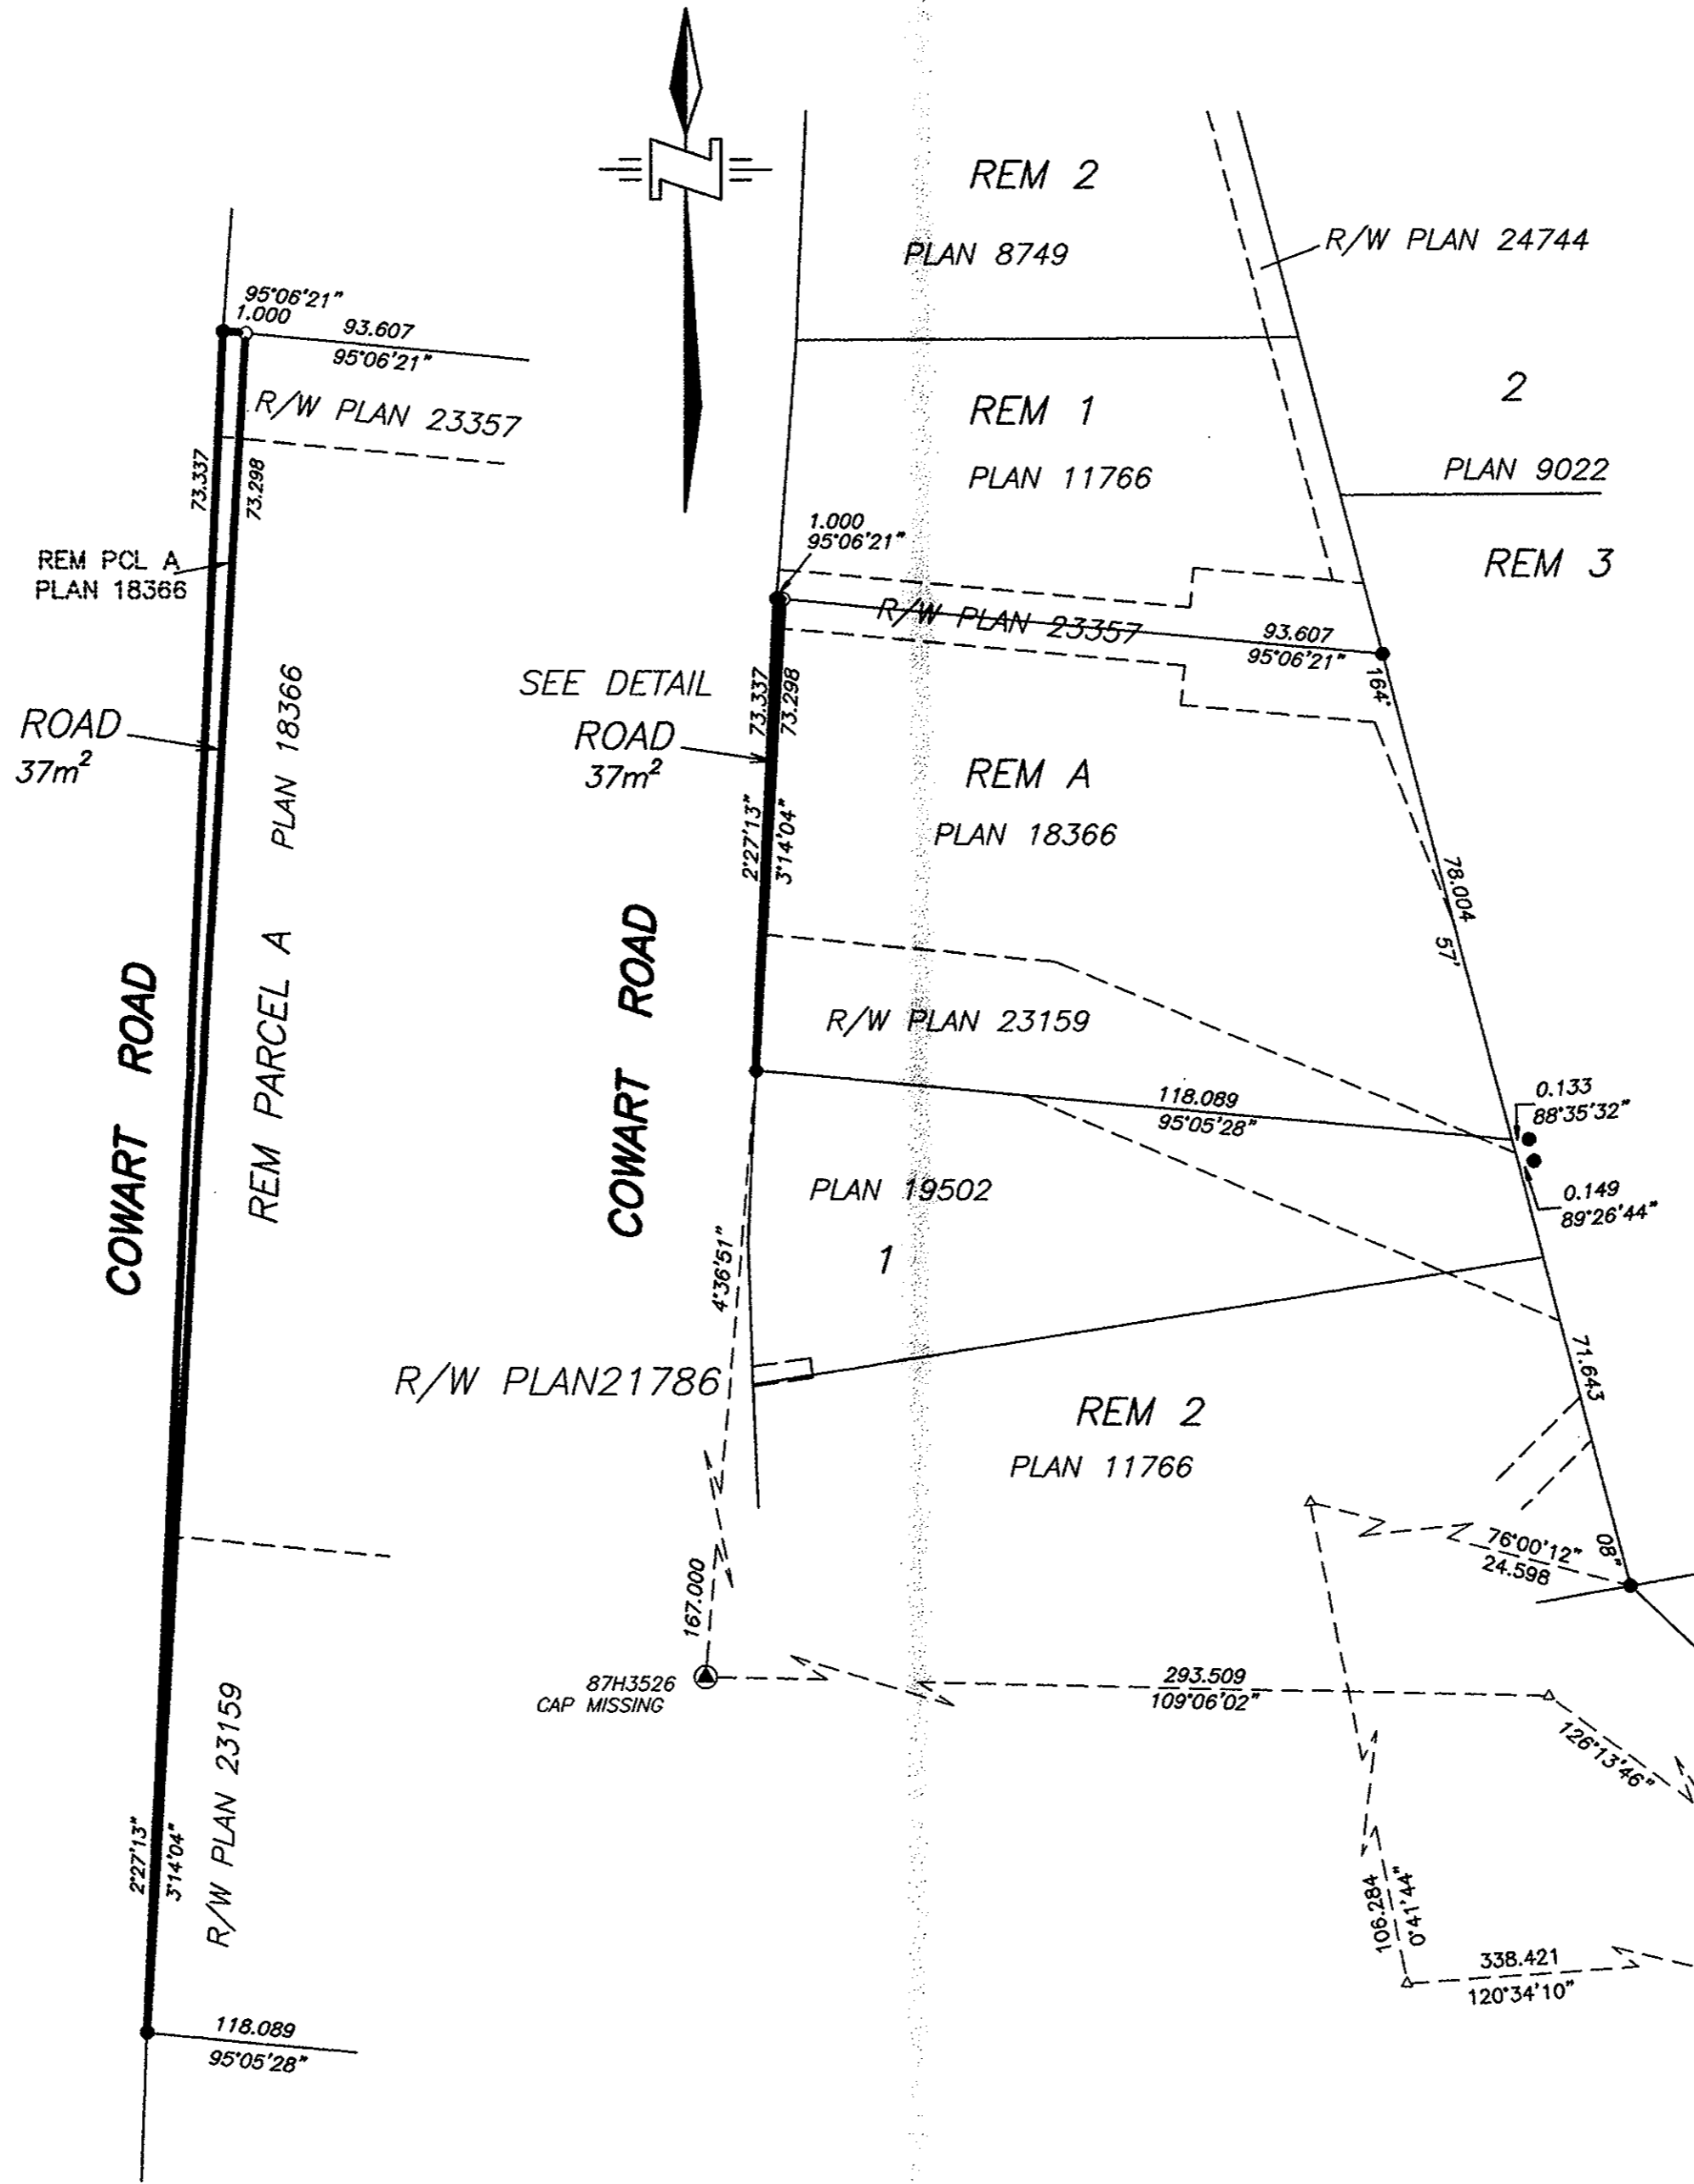 95°06'21"
1.000
93.607
95°06'21"
R/W PLAN 23357
73.337
73.298
REM PCL A
PLAN 18366
ROAD
37m²
PLAN 18366
REM PARCEL A
COWART ROAD
R/W PLAN 23159
2°27'13"
3°14'04"
118.089
95°05'28"
REM 2
PLAN 8749
R/W PLAN 24744
REM 1
PLAN 11766
2
PLAN 9022
REM 3
1.000
95°06'21"
R/W PLAN 23357
93.607
95°06'21"
164°
SEE DETAIL
ROAD
37m²
73.337
73.298
2°27'13"
3°14'04"
REM A
PLAN 18366
78.004
57'
COWART ROAD
R/W PLAN 23159
118.089
95°05'28"
0.133
88°35'32"
0.149
89°26'44"
PLAN 19502
1
4°36'51"
R/W PLAN21786
71.643
REM 2
PLAN 11766
08"
76°00'12"
24.598
167.000
87H3526
CAP MISSING
293.509
109°06'02"
126°13'46"
106.284
0°41'44"
338.421
120°34'10"